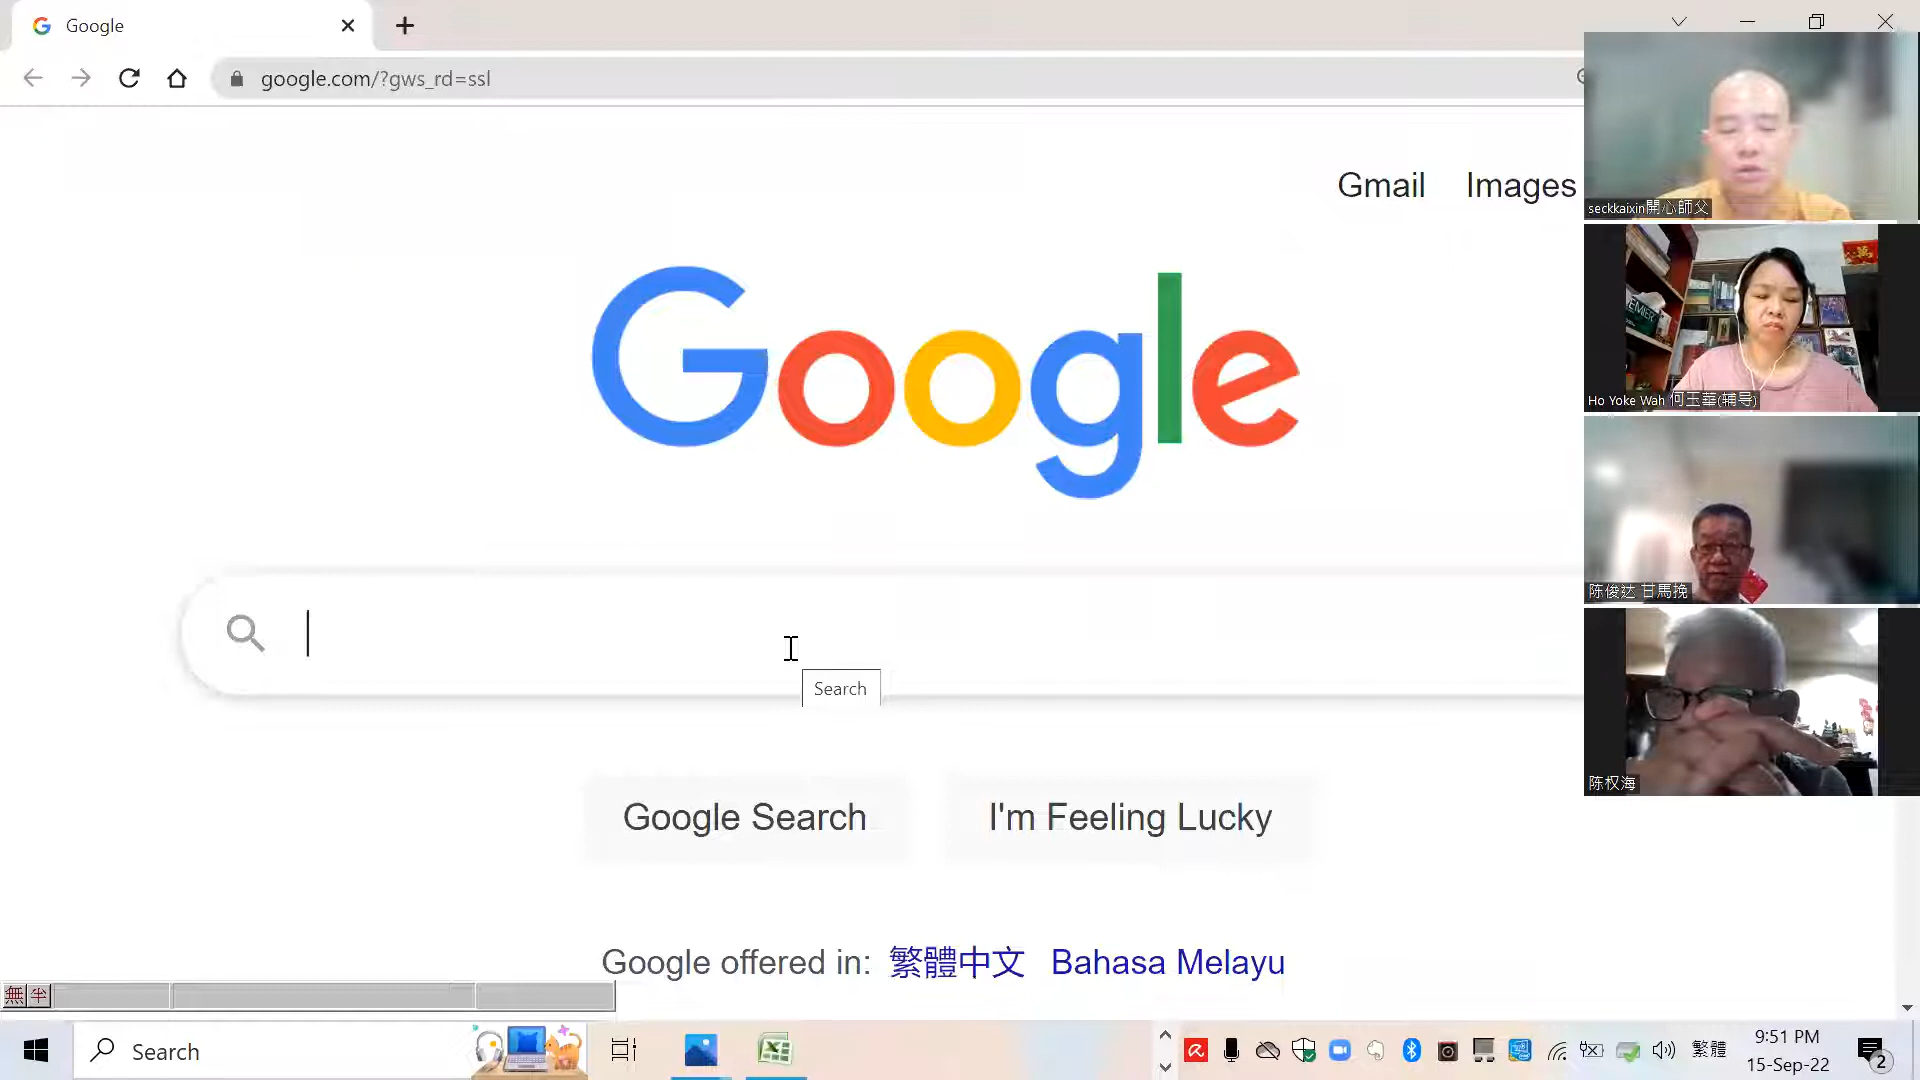 Google
google.com/?gws_rd=ssl
Gmail Images
Google
Search
Google Search I'm Feeling Lucky
Google offered in: 繁體中文 Bahasa Melayu
seckkaixin開心師父
Ho Yoke Wah 何玉華(辅导)
陈俊达 甘馬挽
陈权海
無 半
Search
繁體
9:51 PM
15-Sep-22
2